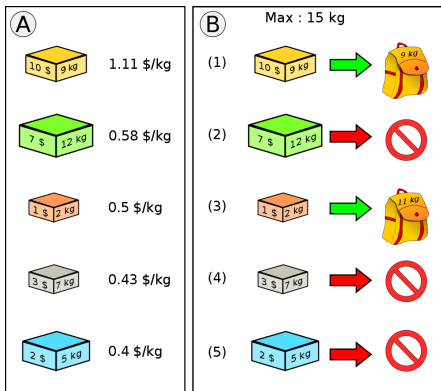 A
10 $ 9 kg 1.11 $/kg
7 $ 12 kg 0.58 $/kg
1 $ 2 kg 0.5 $/kg
3 $ 7 kg 0.43 $/kg
2 $ 5 kg 0.4 $/kg
B
Max : 15 kg
(1) 10 $ 9 kg 9 kg
(2) 7 $ 12 kg
(3) 1 $ 2 kg 11 kg
(4) 3 $ 7 kg
(5) 2 $ 5 kg